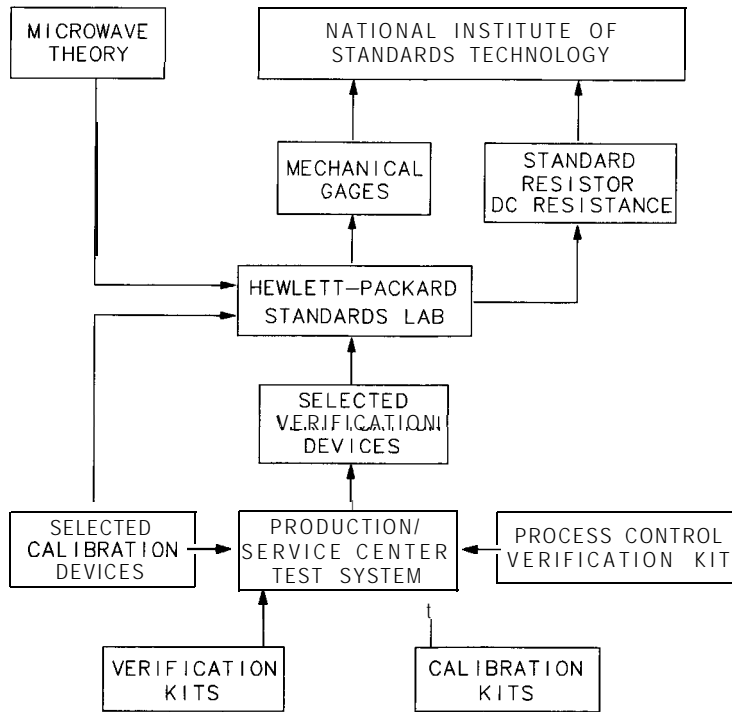 MICROWAVE
THEORY
NATIONAL INSTITUTE OF
STANDARDS TECHNOLOGY
MECHANICAL
GAGES
STANDARD
RESISTOR
DC RESISTANCE
HEWLETT-PACKARD
STANDARDS LAB
SELECTED
VERIFICATION
DEVICES
SELECTED
CALIBRATION
DEVICES
PRODUCTION/
SERVICE CENTER
TEST SYSTEM
PROCESS CONTROL
VERIFICATION KIT
VERIFICATION
KITS
CALIBRATION
KITS